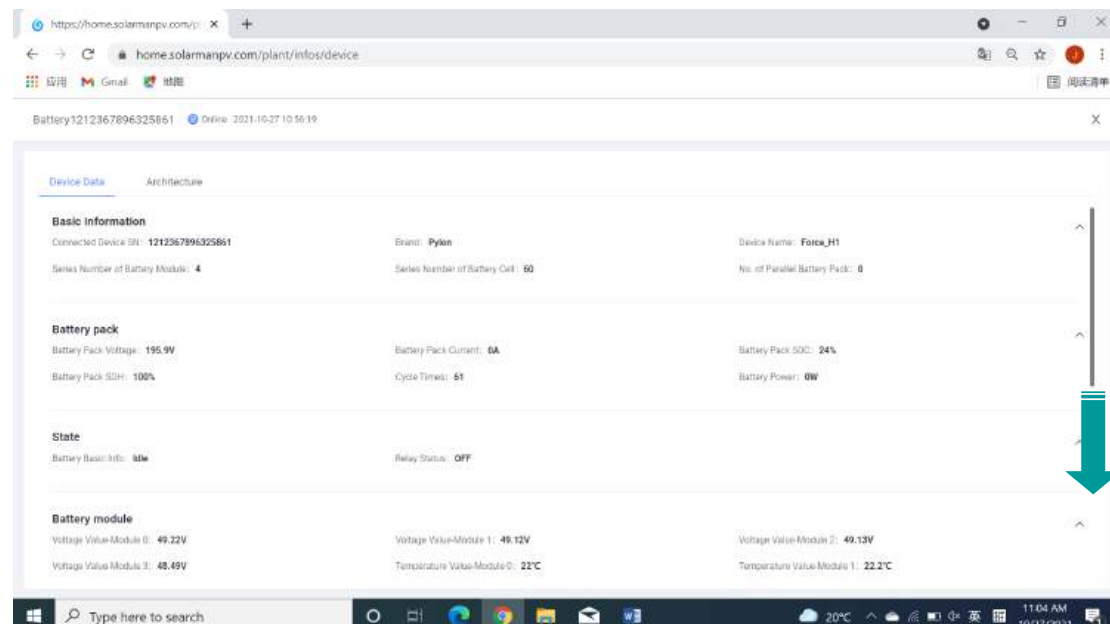 https://home.solarmanpv.com/p
home.solarmanpv.com/plant/infos/device
应用 Gmail 地图 阅读清单
Battery1212367896325861 Online 2021-10-27 10:56:19
Device Data Architecture
Basic Information
Connected Device SN: 1212367896325861 Brand: Pylon Device Name: Force_H1
Series Number of Battery Module: 4 Series Number of Battery Cell: 60 No. of Parallel Battery Pack: 0
Battery pack
Battery Pack Voltage: 195.9V Battery Pack Current: 0A Battery Pack SOC: 24%
Battery Pack SOH: 100% Cycle Times: 61 Battery Power: 0W
State
Battery Basic Info.: Idle Relay Status: OFF
Battery module
Voltage Value-Module 0: 49.22V Voltage Value-Module 1: 49.12V Voltage Value-Module 2: 49.13V
Voltage Value-Module 3: 48.49V Temperature Value-Module 0: 22°C Temperature Value-Module 1: 22.2°C
Type here to search 20°C 英 11:04 AM
10/27/2021